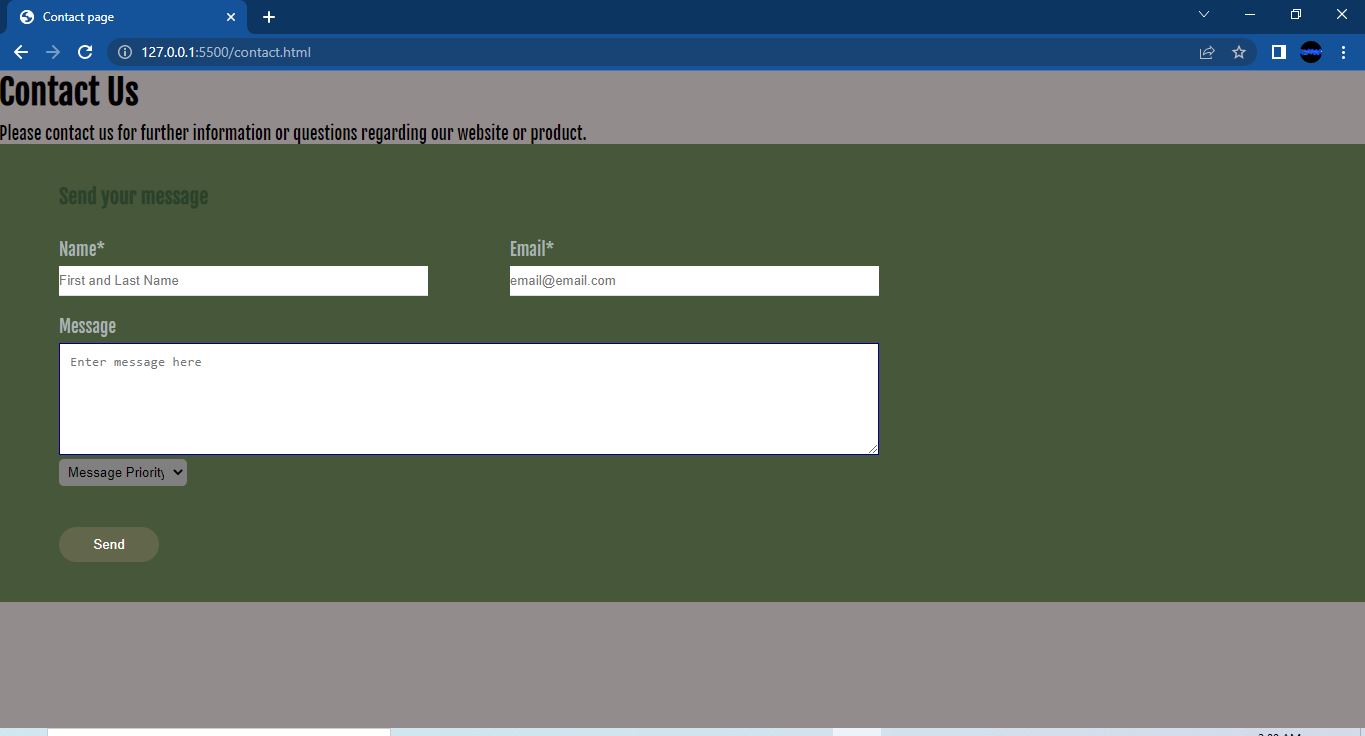 Contact page
127.0.0.1:5500/contact.html
Contact Us
Please contact us for further information or questions regarding our website or product.
Send your message
Name* Email*
First and Last Name email@email.com
Message
Enter message here
Message Priority
Send